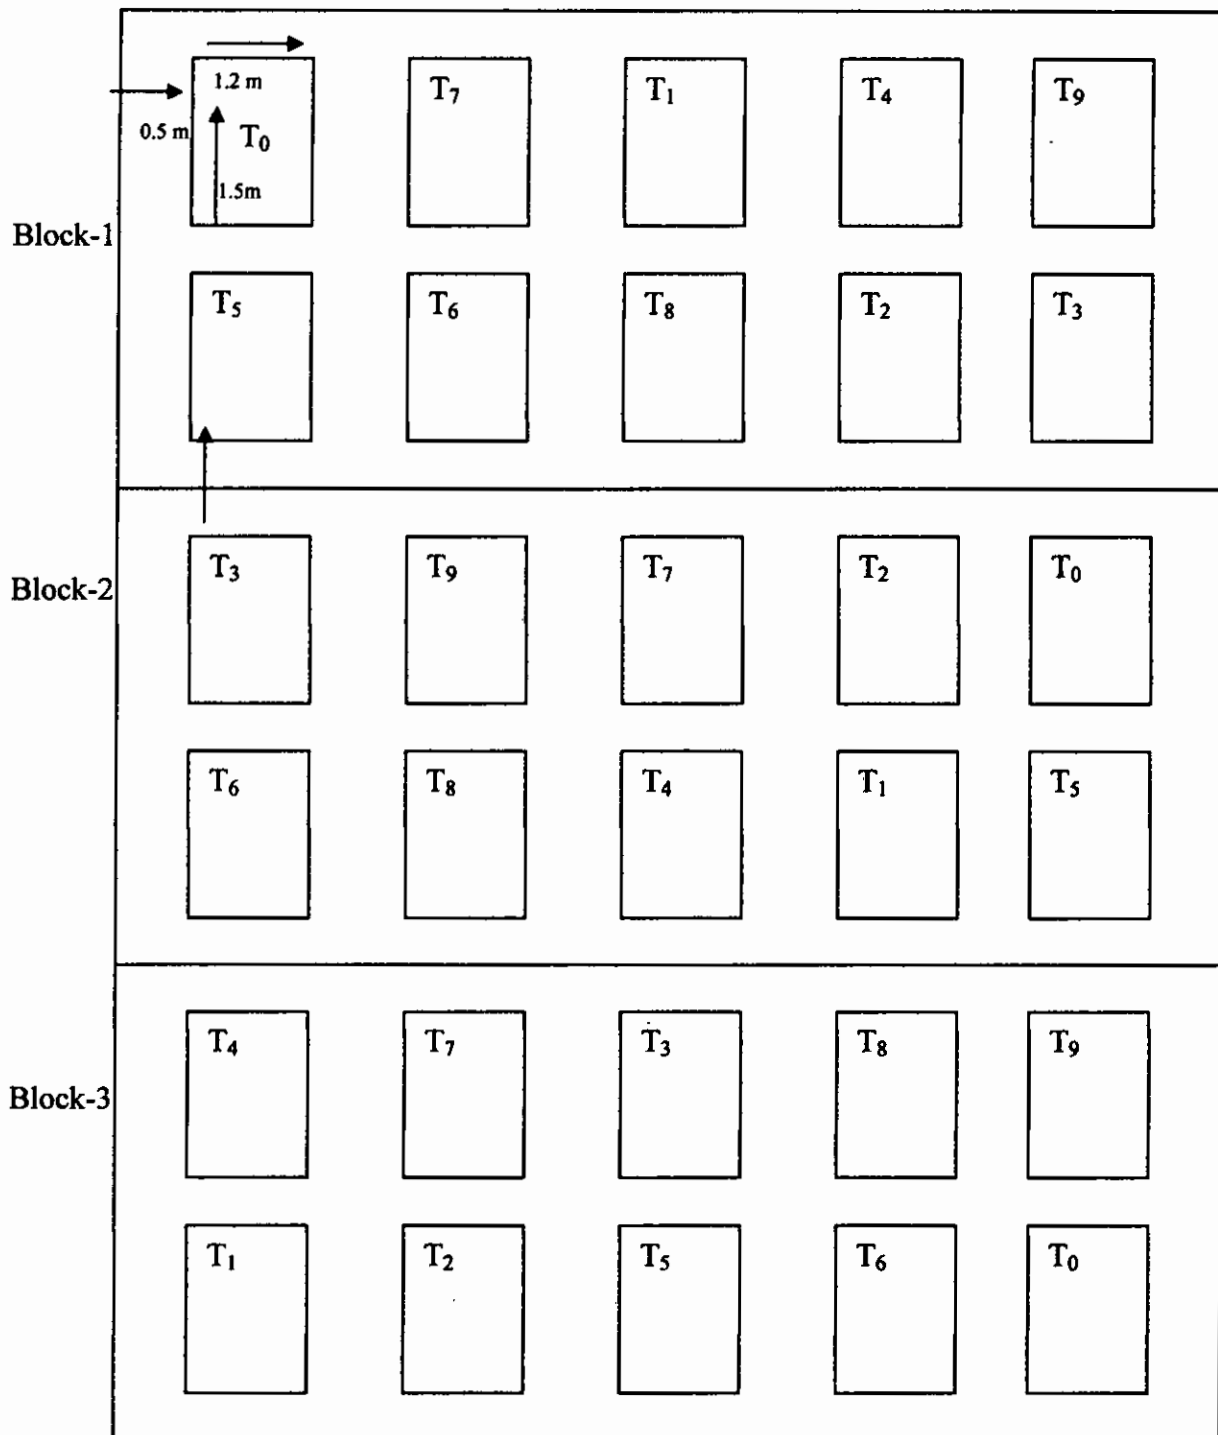 1.2 m
T₇ T₁ T₄ T₉
0.5 m T₀
1.5m
Block-1
T₅ T₆ T₈ T₂ T₃
T₃ T₉ T₇ T₂ T₀
Block-2
T₆ T₈ T₄ T₁ T₅
T₄ T₇ T₃ T₈ T₉
Block-3
T₁ T₂ T₅ T₆ T₀